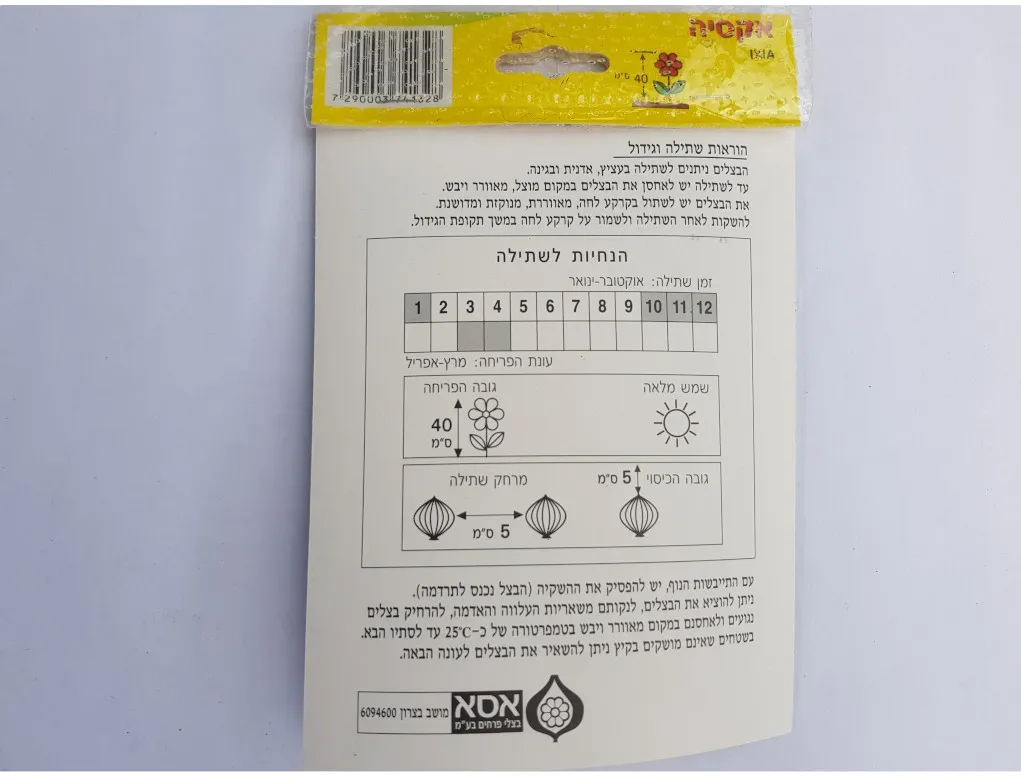 אקסיה
IXIA
40 ס"מ
7290003741328
הוראות שתילה וגידול
הבצלים ניתנים לשתילה בעציץ, אדנית ובגינה.
עד לשתילה יש לאחסן את הבצלים במקום מוצל, מאוורר ויבש.
את הבצלים יש לשתול בקרקע לחה, מאווררת, מנוקזת ומדושנת.
להשקות לאחר השתילה ולשמור על קרקע לחה במשך תקופת הגידול.
הנחיות לשתילה
זמן שתילה: אוקטובר-ינואר
1 2 3 4 5 6 7 8 9 10 11 12
עונת הפריחה: מרץ-אפריל
שמש מלאה
גובה הפריחה
40
ס"מ
גובה הכיסוי 5 ס"מ
מרחק שתילה
5 ס"מ
עם התייבשות הנוף, יש להפסיק את ההשקיה (הבצל נכנס לתרדמה).
ניתן להוציא את הבצלים, לנקותם משאריות העלווה והאדמה, להרחיק בצלים
נגועים ולאחסנם במקום מאוורר ויבש בטמפרטורה של כ-25°C עד לסתיו הבא.
בשטחים שאינם מושקים בקיץ ניתן להשאיר את הבצלים לעונה הבאה.
אסא
בצלי פרחים בע"מ
מושב בצרון 6094600